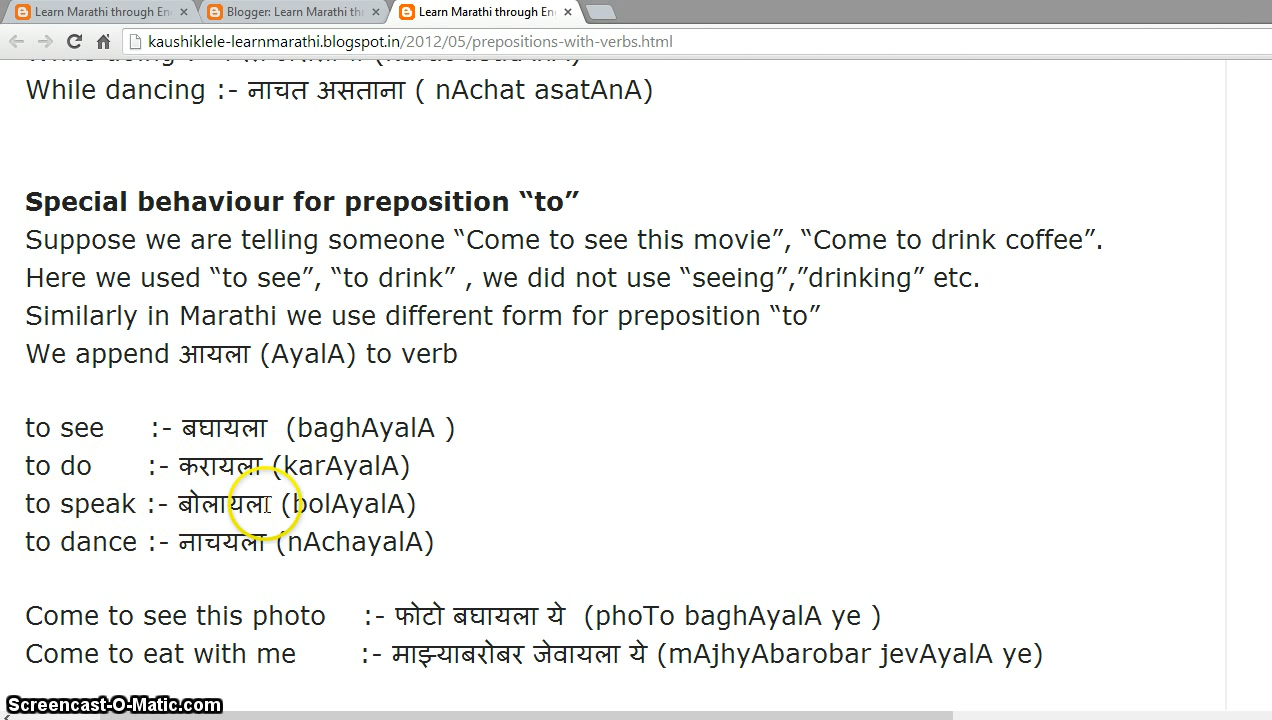 Learn Marathi through En
Blogger: Learn Marathi th
Learn Marathi through En
kaushiklele-learnmarathi.blogspot.in/2012/05/prepositions-with-verbs.html
While dancing :- नाचत असताना ( nAchat asatAnA)
Special behaviour for preposition “to”
Suppose we are telling someone “Come to see this movie”, “Come to drink coffee”.
Here we used “to see”, “to drink” , we did not use “seeing”,”drinking” etc.
Similarly in Marathi we use different form for preposition “to”
We append आयला (AyalA) to verb
to see :- बघायला (baghAyalA )
to do :- करायला (karAyalA)
to speak :- बोलायला (bolAyalA)
to dance :- नाचयला (nAchayalA)
Come to see this photo :- फोटो बघायला ये (phoTo baghAyalA ye )
Come to eat with me :- माझ्याबरोबर जेवायला ये (mAjhyAbarobar jevAyalA ye)
Screencast-O-Matic.com